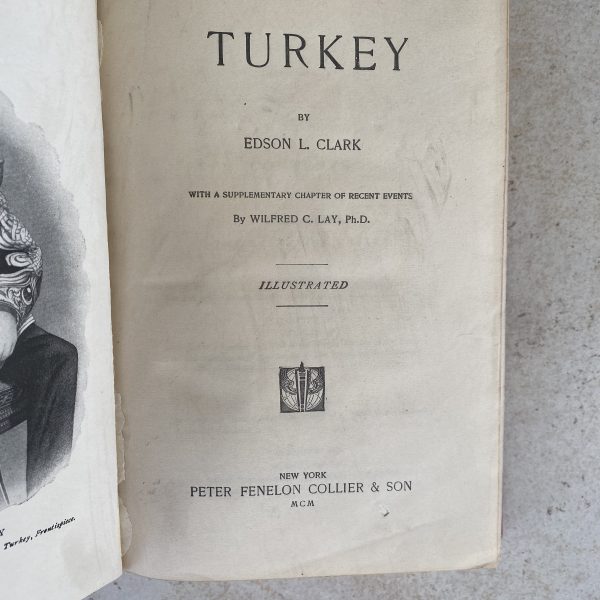 TURKEY
BY
EDSON L. CLARK
WITH A SUPPLEMENTARY CHAPTER OF RECENT EVENTS
By WILFRED C. LAY, Ph.D.
ILLUSTRATED
NEW YORK
PETER FENELON COLLIER & SON
MCM
Turkey, Frontispiece.